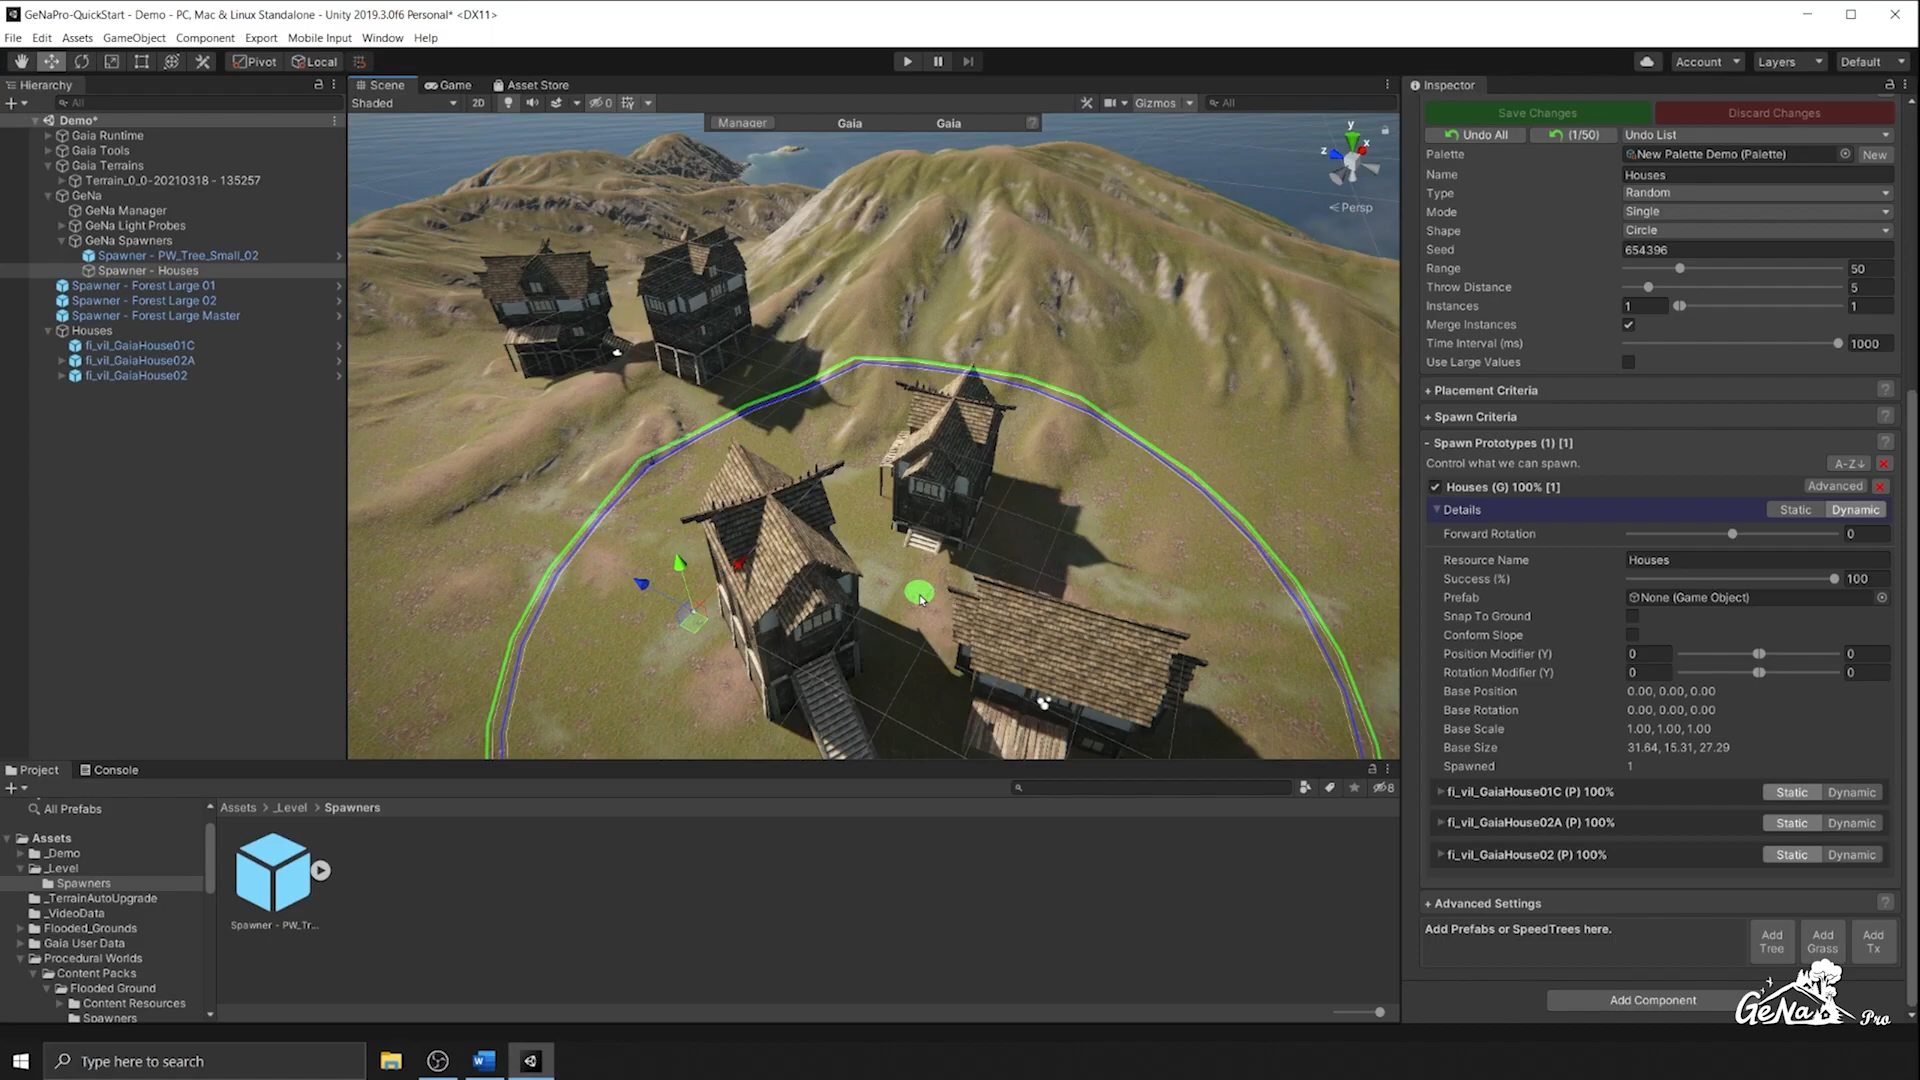 GeNaPro-QuickStart - Demo - PC, Mac & Linux Standalone - Unity 2019.3.0f6 Personal* <DX11>
File Edit Assets GameObject Component Export Mobile Input Window Help
Pivot Local Account Layers Default
Hierarchy
All
Demo*
Gaia Runtime
Gaia Tools
Gaia Terrains
Terrain_0_0-20210318 - 135257
GeNa
GeNa Manager
GeNa Light Probes
GeNa Spawners
Spawner - PW_Tree_Small_02
Spawner - Houses
Spawner - Forest Large 01
Spawner - Forest Large 02
Spawner - Forest Large Master
Houses
fi_vil_GaiaHouse01C
fi_vil_GaiaHouse02A
fi_vil_GaiaHouse02
Scene Game Asset Store
Shaded 2D 0 Gizmos All
Manager Gaia Gaia ?
y
x
z
Persp
Inspector
Save Changes Discard Changes
Undo All (1/50) Undo List
Palette New Palette Demo (Palette) New
Name Houses
Type Random
Mode Single
Shape Circle
Seed 654396
Range 50
Throw Distance 5
Instances 1 1
Merge Instances
Time Interval (ms) 1000
Use Large Values
+ Placement Criteria ?
+ Spawn Criteria ?
- Spawn Prototypes (1) [1] ?
Control what we can spawn. A-Z↓
Houses (G) 100% [1] Advanced
Details Static Dynamic
Forward Rotation 0
Resource Name Houses
Success (%) 100
Prefab None (Game Object)
Snap To Ground
Conform Slope
Position Modifier (Y) 0 0
Rotation Modifier (Y) 0 0
Base Position 0.00, 0.00, 0.00
Base Rotation 0.00, 0.00, 0.00
Base Scale 1.00, 1.00, 1.00
Base Size 31.64, 15.31, 27.29
Spawned 1
fi_vil_GaiaHouse01C (P) 100% Static Dynamic
fi_vil_GaiaHouse02A (P) 100% Static Dynamic
fi_vil_GaiaHouse02 (P) 100% Static Dynamic
+ Advanced Settings ?
Add Prefabs or SpeedTrees here. Add Tree Add Grass Add Tx
Add Component
GeNa Pro
Project Console
8
All Prefabs
Assets
_Demo
_Level
Spawners
_TerrainAutoUpgrade
_VideoData
Flooded_Grounds
Gaia User Data
Procedural Worlds
Content Packs
Flooded Ground
Content Resources
Spawners
Assets > _Level > Spawners
Spawner - PW_Tr...
Type here to search